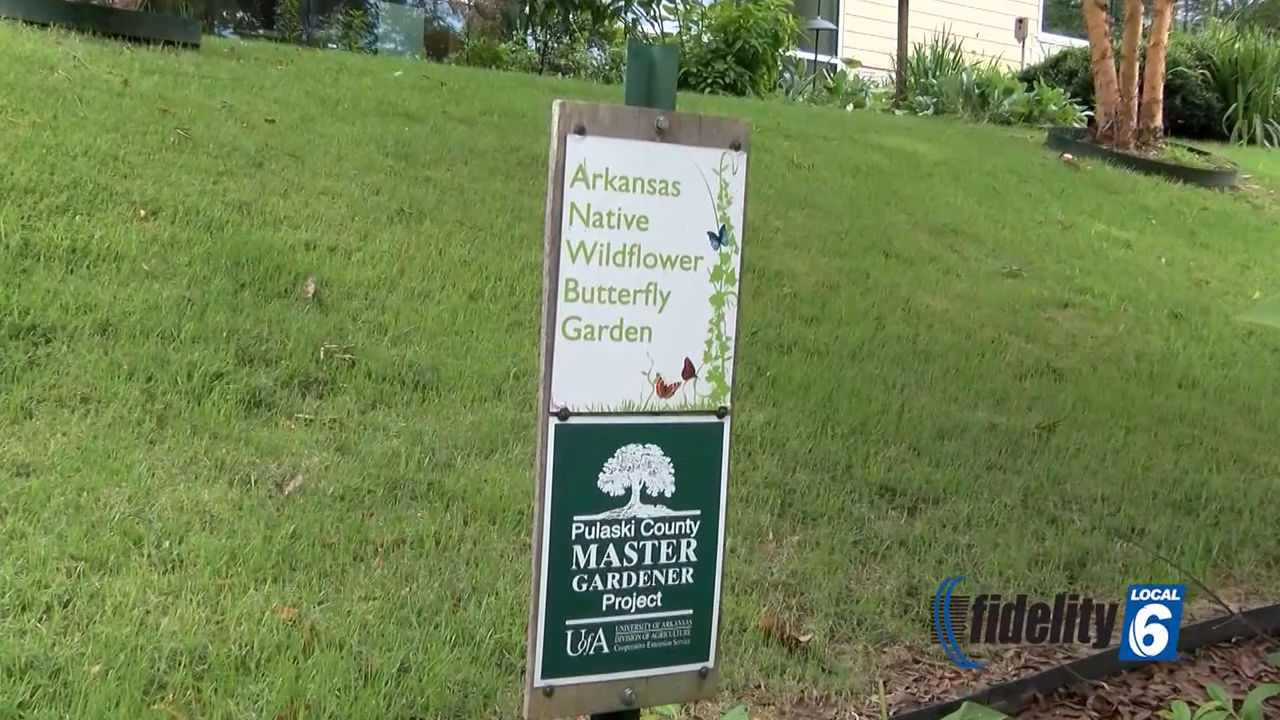 Arkansas
Native
Wildflower
Butterfly
Garden
Pulaski County
MASTER
GARDENER
Project
UofA
UNIVERSITY OF ARKANSAS
DIVISION OF AGRICULTURE
Cooperative Extension Service
fidelity
LOCAL
6